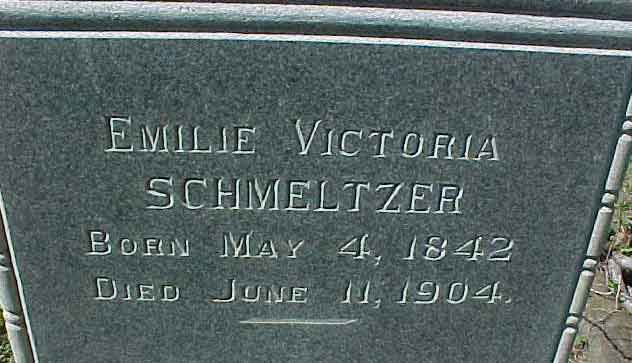 EMILIE VICTORIA
SCHMELTZER
BORN MAY 4, 1842
DIED JUNE 11, 1904.